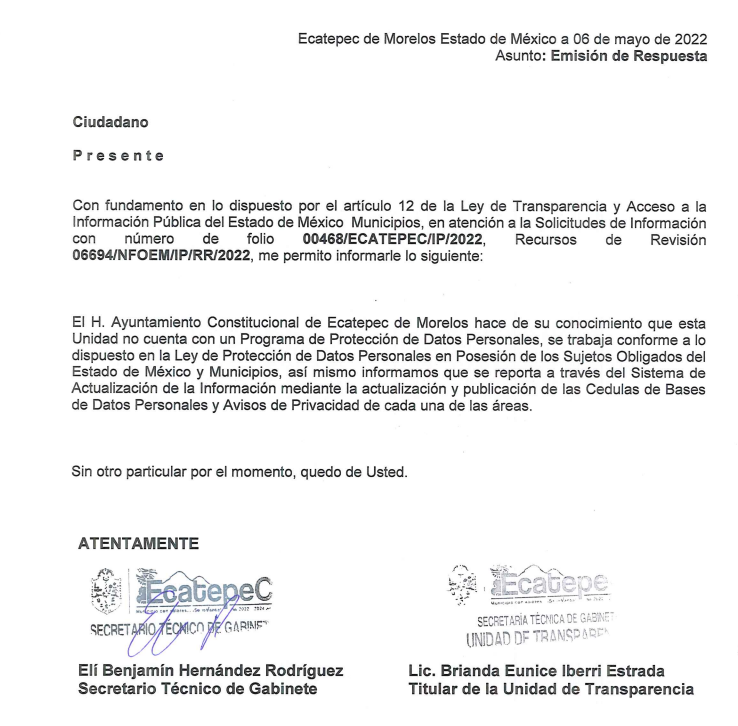 Ecatepec de Morelos Estado de México a 06 de mayo de 2022
Asunto: Emisión de Respuesta
Ciudadano
P r e s e n t e
Con fundamento en lo dispuesto por el artículo 12 de la Ley de Transparencia y Acceso a la
Información Pública del Estado de México Municipios, en atención a la Solicitudes de Información
con número de folio 00468/ECATEPEC/IP/2022, Recursos de Revisión
06694/NFOEM/IP/RR/2022, me permito informarle lo siguiente:
El H. Ayuntamiento Constitucional de Ecatepec de Morelos hace de su conocimiento que esta
Unidad no cuenta con un Programa de Protección de Datos Personales, se trabaja conforme a lo
dispuesto en la Ley de Protección de Datos Personales en Posesión de los Sujetos Obligados del
Estado de México y Municipios, así mismo informamos que se reporta a través del Sistema de
Actualización de la Información mediante la actualización y publicación de las Cedulas de Bases
de Datos Personales y Avisos de Privacidad de cada una de las áreas.
Sin otro particular por el momento, quedo de Usted.
ATENTAMENTE
EcatepeC
SECRETARIO TÉCNICO DE GABINET
Elí Benjamín Hernández Rodríguez
Secretario Técnico de Gabinete
Ecatepe
SECRETARÍA TÉCNICA DE GABINET
UNIDAD DE TRANSPAREN
Lic. Brianda Eunice Iberri Estrada
Titular de la Unidad de Transparencia